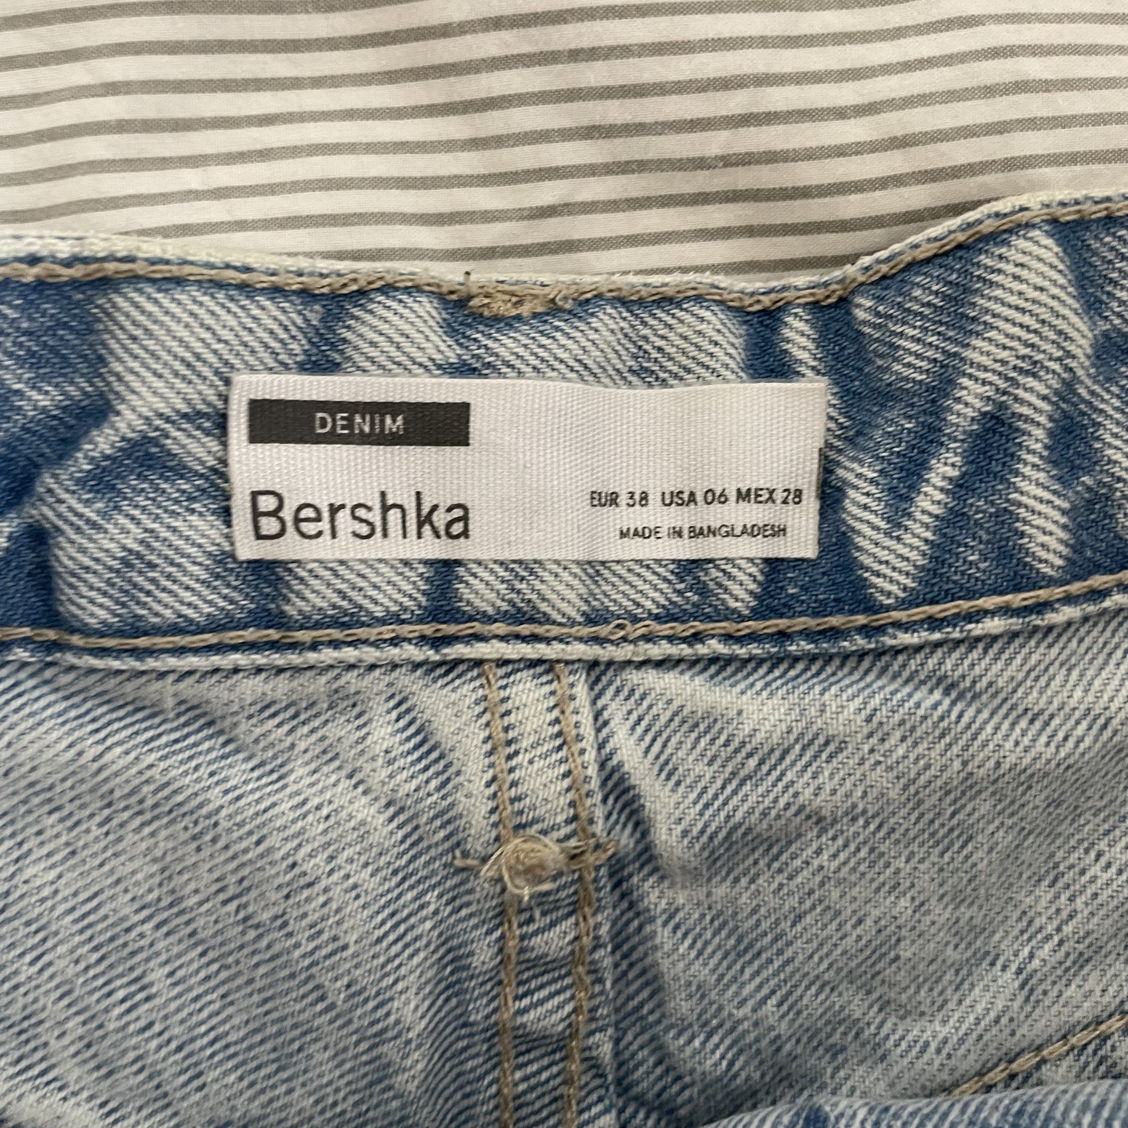 DENIM
Bershka
EUR 38 USA 06 MEX 28
MADE IN BANGLADESH